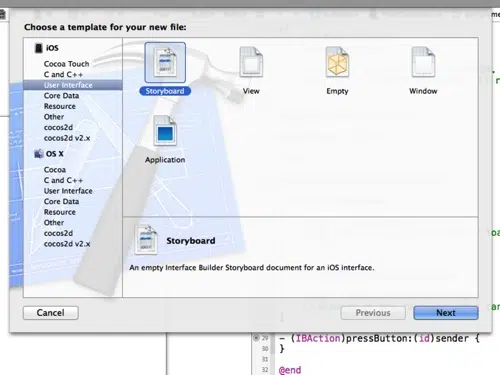 Choose a template for your new file:
iOS
Cocoa Touch
C and C++
User Interface
Core Data
Resource
Other
cocos2d
cocos2d v2.x
OS X
Cocoa
C and C++
User Interface
Core Data
Resource
Other
cocos2d
cocos2d v2.x
Storyboard
View
Empty
Window
Application
Storyboard
An empty Interface Builder Storyboard document for an iOS interface.
Cancel
Previous
Next
29
30 - (IBAction)pressButton:(id)sender {
31 }
32 @end